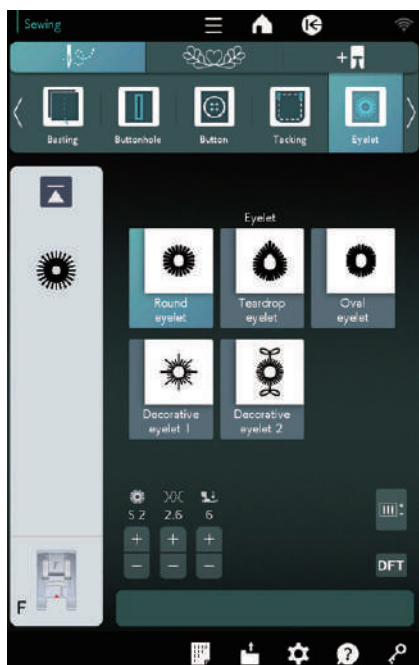 Sewing
Basting
Buttonhole
Button
Tacking
Eyelet
Eyelet
Round
eyelet
Teardrop
eyelet
Oval
eyelet
Decorative
eyelet 1
Decorative
eyelet 2
S 2 2.6 6
+ + +
- - -
DFT
F